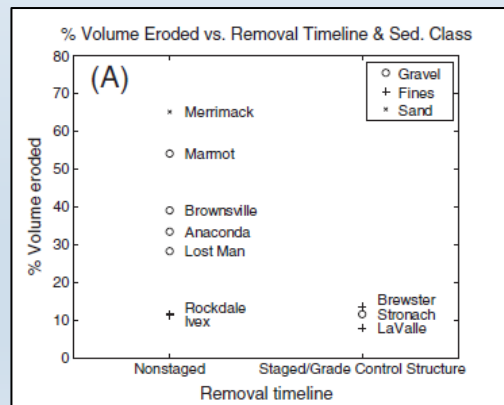 % Volume Eroded vs. Removal Timeline & Sed. Class
80
70
60
50
40
30
20
10
0
% Volume eroded
(A)
Gravel
Fines
Sand
Merrimack
Marmot
Brownsville
Anaconda
Lost Man
Rockdale
Ivex
Brewster
Stronach
LaValle
Nonstaged
Staged/Grade Control Structure
Removal timeline